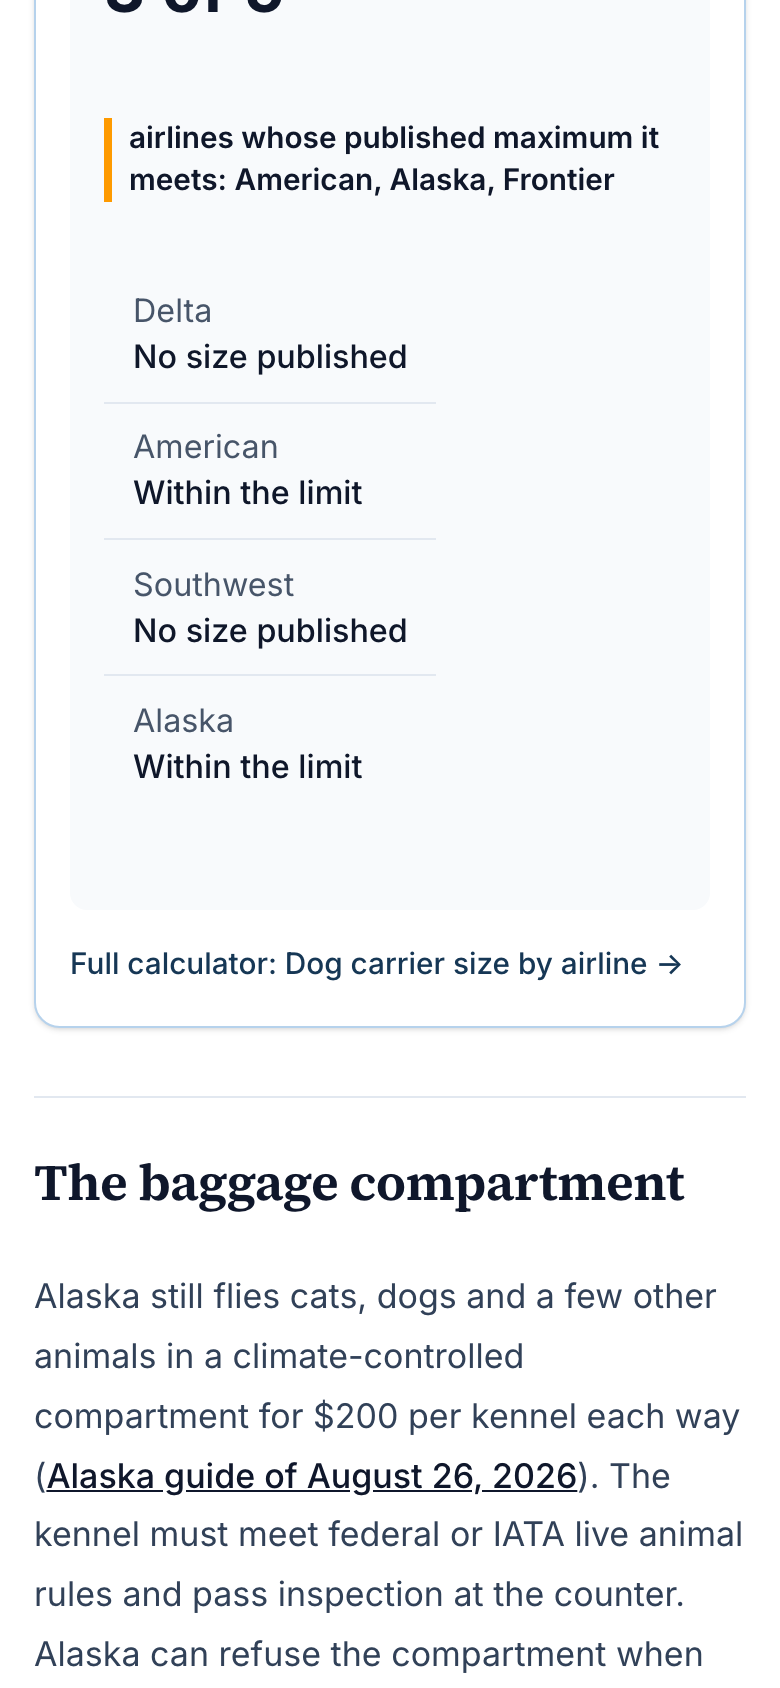 airlines whose published maximum it
meets: American, Alaska, Frontier
Delta
No size published
American
Within the limit
Southwest
No size published
Alaska
Within the limit
Full calculator: Dog carrier size by airline →
The baggage compartment
Alaska still flies cats, dogs and a few other
animals in a climate-controlled
compartment for $200 per kennel each way
(Alaska guide of August 26, 2026). The
kennel must meet federal or IATA live animal
rules and pass inspection at the counter.
Alaska can refuse the compartment when